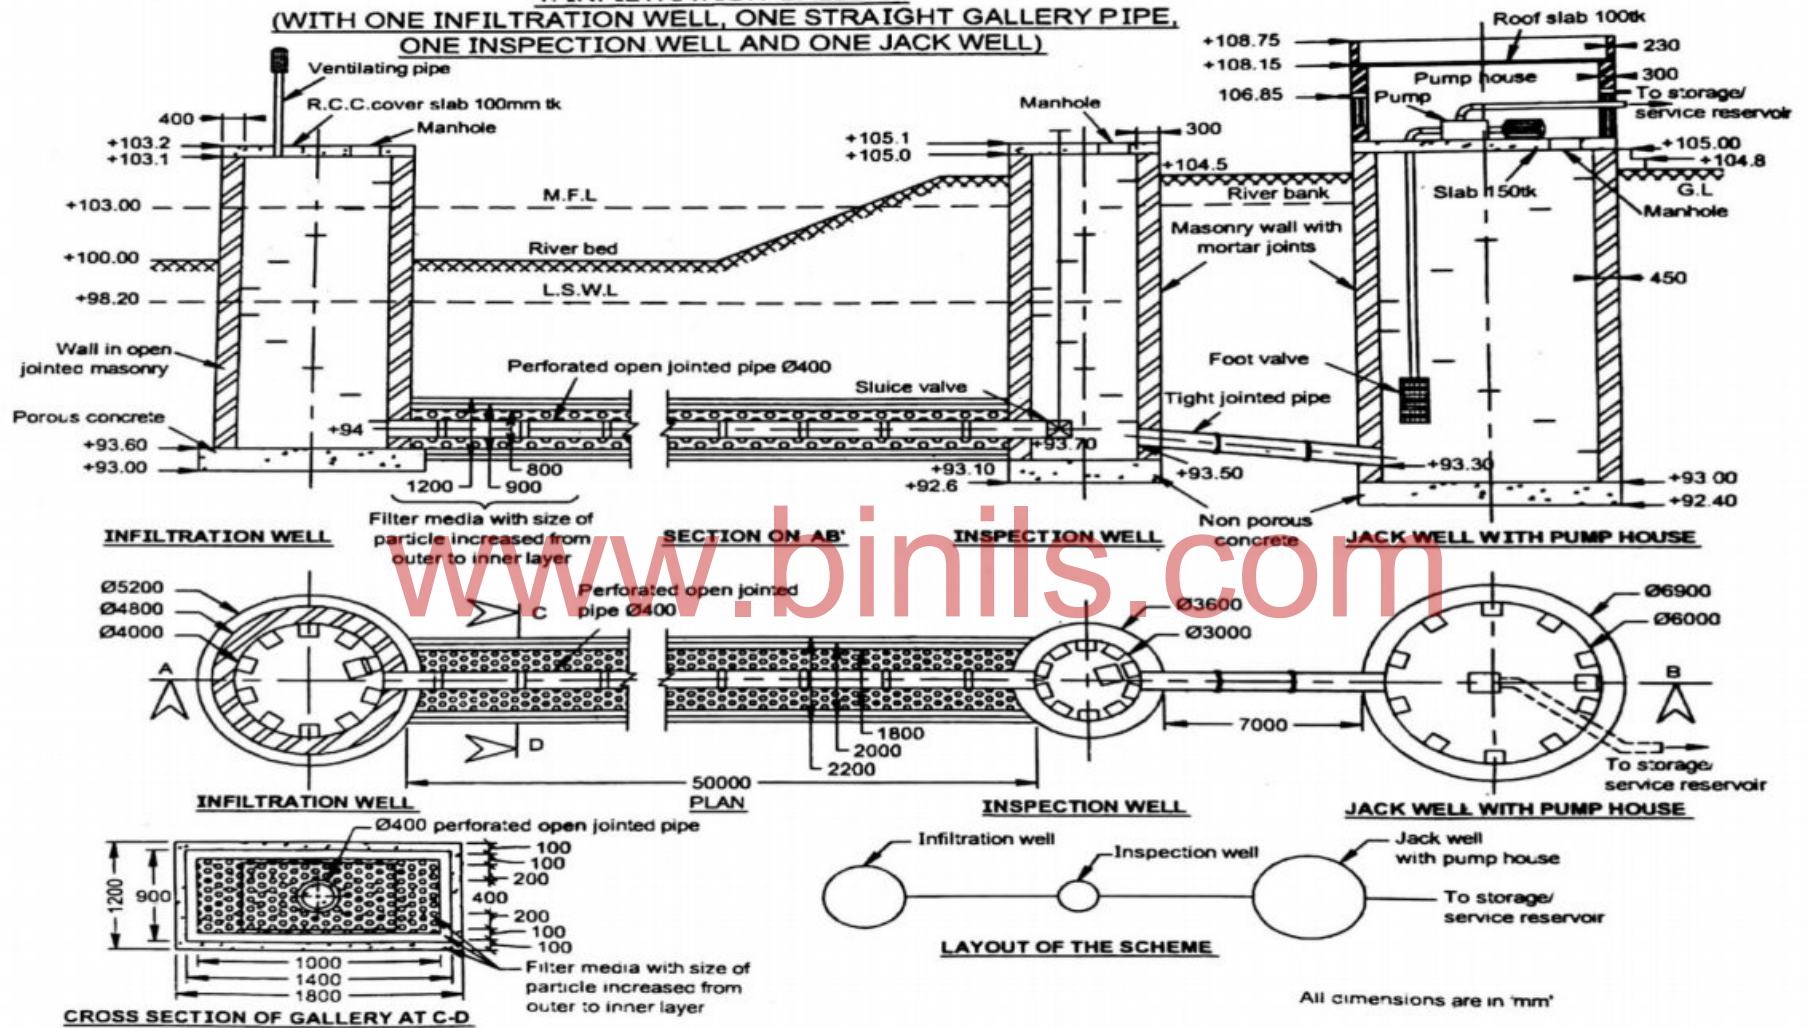 (WITH ONE INFILTRATION WELL, ONE STRAIGHT GALLERY PIPE,
ONE INSPECTION WELL AND ONE JACK WELL)
Ventilating pipe
R.C.C.cover slab 100mm tk
Manhole
400
+103.2
+103.1
+103.00
+100.00
+98.20
M.F.L
River bed
L.S.W.L
Wall in open
jointed masonry
Porous concrete
+93.60
+93.00
+94
Perforated open jointed pipe Ø400
Sluice valve
1200
900
800
Filter media with size of
particle increased from
outer to inner layer
Manhole
300
+105.1
+105.0
+104.5
River bank
Masonry wall with
mortar joints
Tight jointed pipe
+93.70
+93.50
+93.30
+93.10
+92.6
Non porous
concrete
+108.75
+108.15
106.85
Roof slab 100tk
230
300
Pump house
Pump
To storage/
service reservoir
+105.00
+104.8
G.L
Slab 150tk
Manhole
450
Foot valve
+93 00
+92.40
INFILTRATION WELL
SECTION ON 'AB'
INSPECTION WELL
JACK WELL WITH PUMP HOUSE
www.binils.com
Ø5200
Ø4800
Ø4000
A
C
Perforated open jointed
pipe Ø400
D
1800
2000
2200
50000
Ø3600
Ø3000
7000
Ø6900
Ø6000
B
To storage/
service reservoir
INFILTRATION WELL
PLAN
INSPECTION WELL
JACK WELL WITH PUMP HOUSE
Ø400 perforated open jointed pipe
1200
900
100
100
200
400
200
100
100
1000
1400
1800
Filter media with size of
particle increased from
outer to inner layer
CROSS SECTION OF GALLERY AT C-D
Infiltration well
Inspection well
Jack well
with pump house
To storage/
service reservoir
LAYOUT OF THE SCHEME
All dimensions are in 'mm'